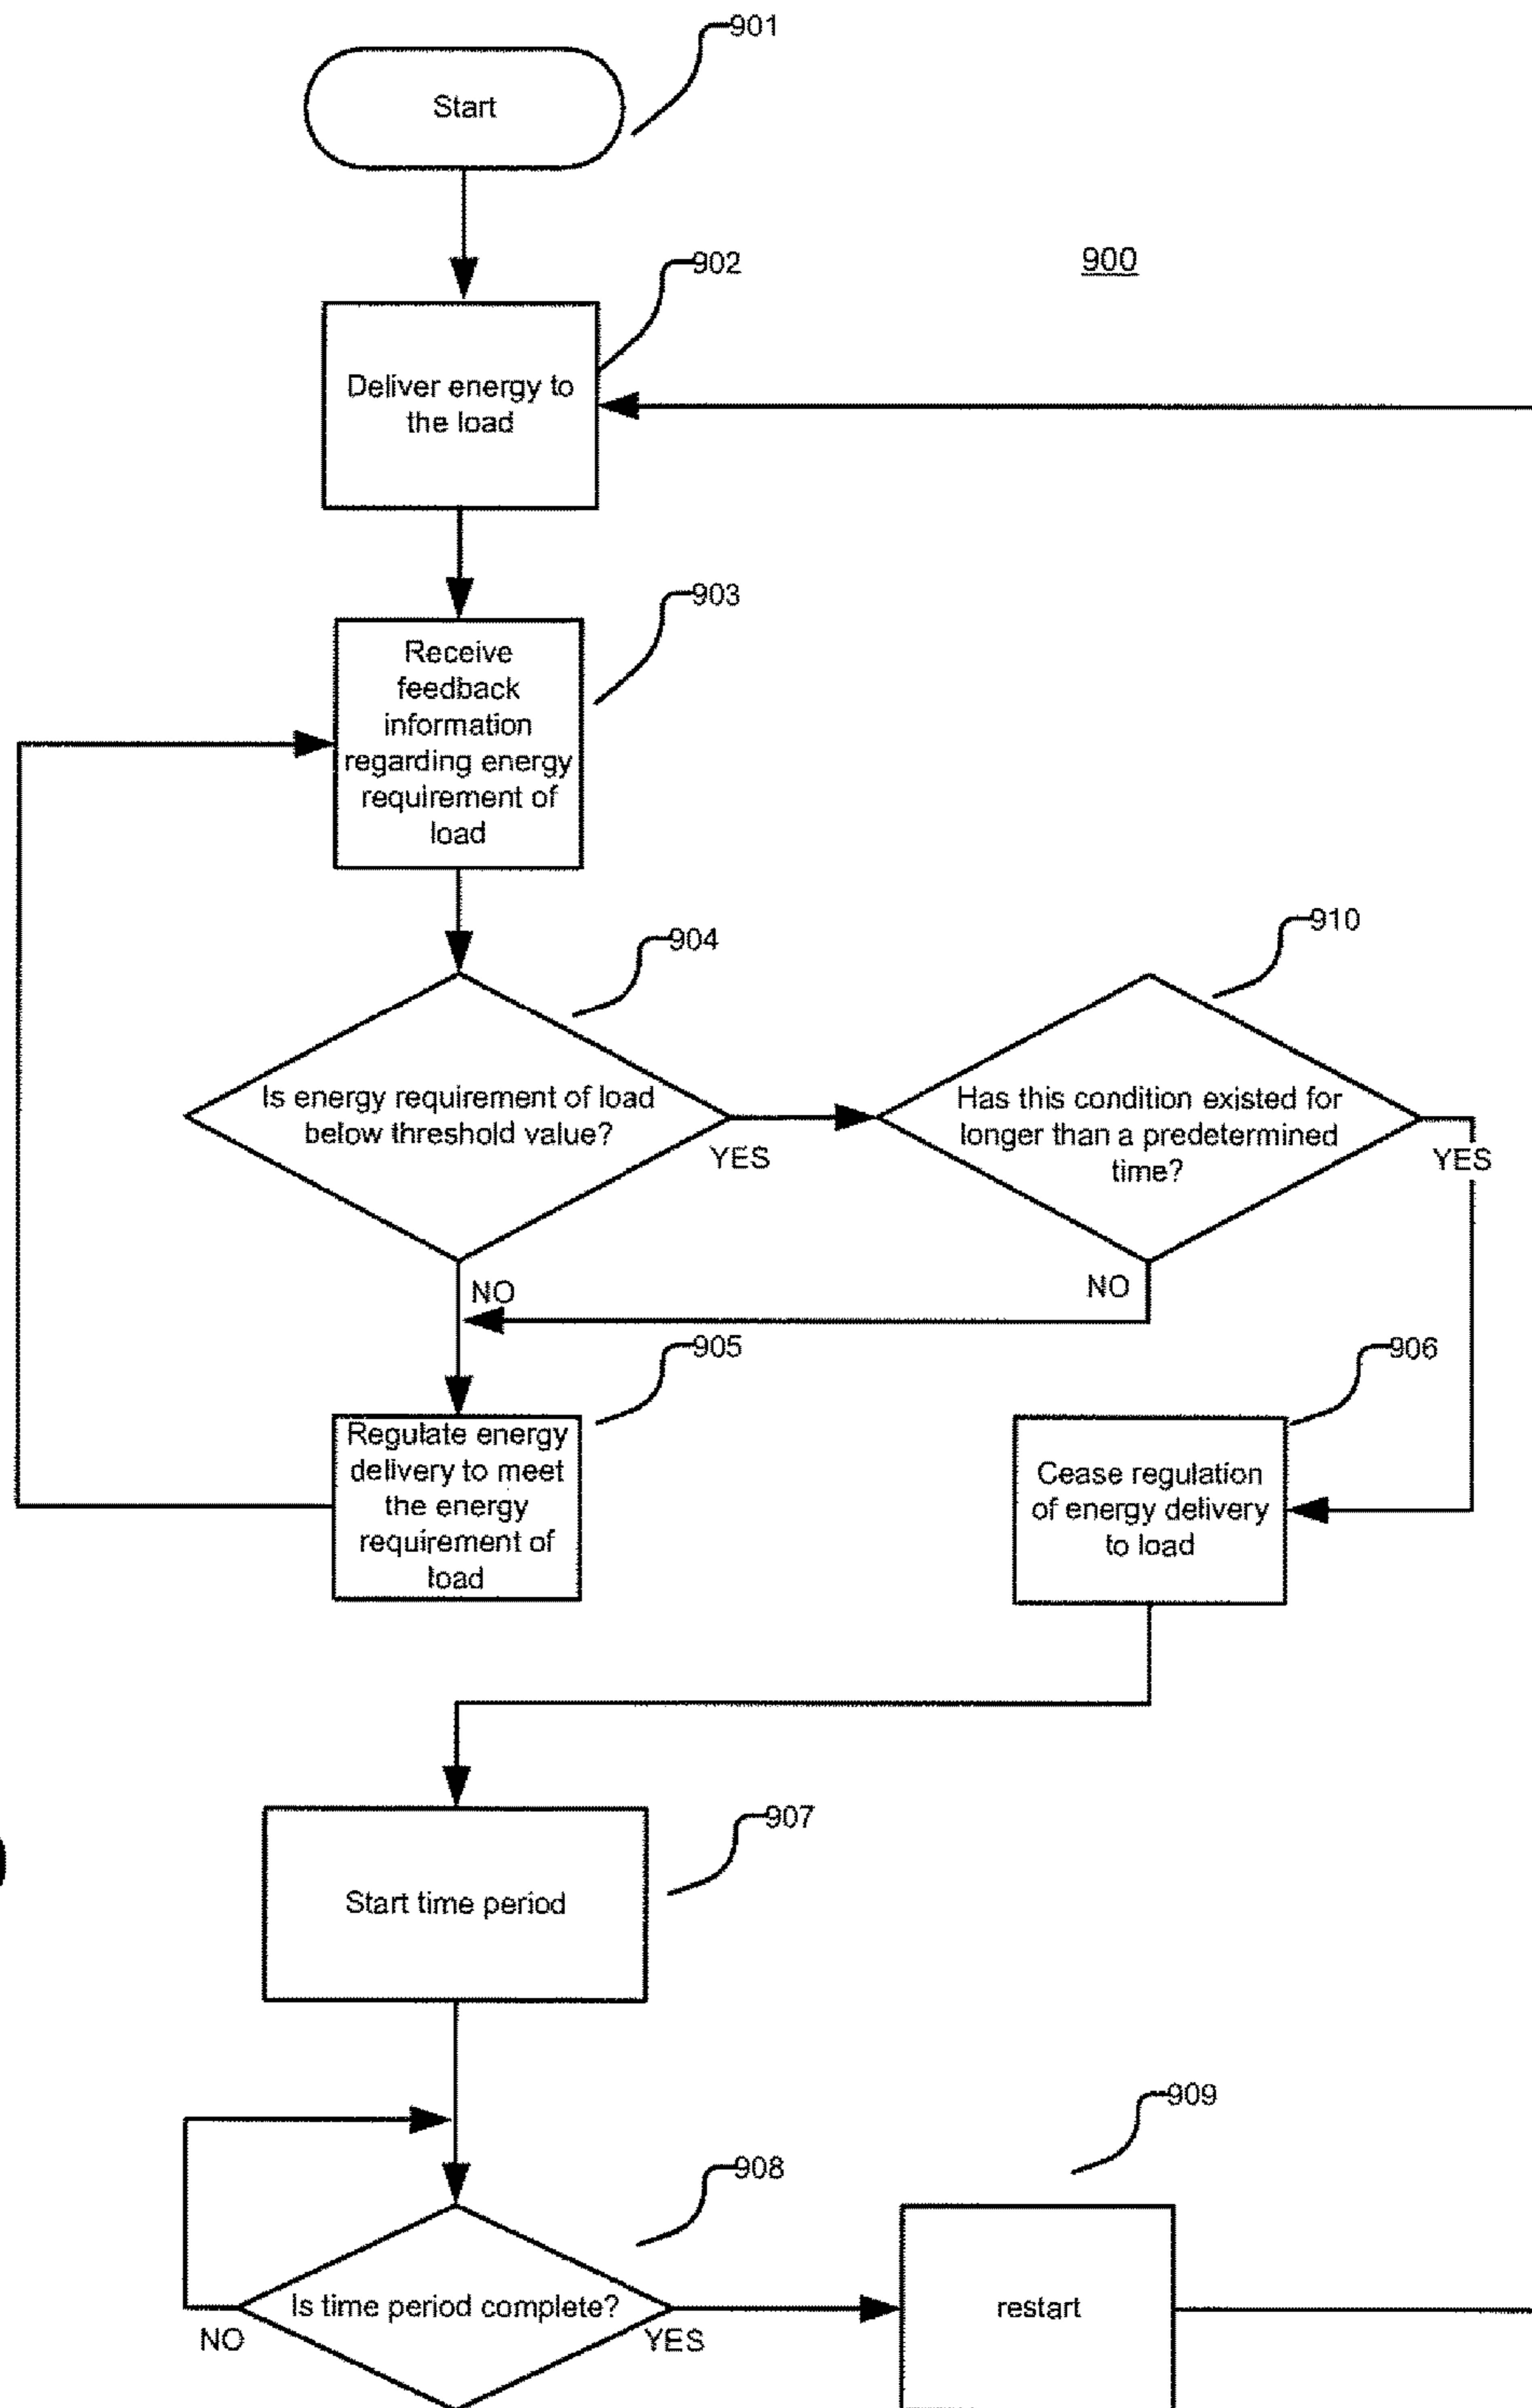 901
Start
902
900
Deliver energy to
the load
903
Receive
feedback
information
regarding energy
requirement of
load
910
904
Is energy requirement of load
below threshold value?
YES
Has this condition existed for
longer than a predetermined
time?
YES
NO
NO
905
906
Regulate energy
delivery to meet
the energy
requirement of
load
Cease regulation
of energy delivery
to load
907
Start time period
909
908
Is time period complete?
NO
YES
restart